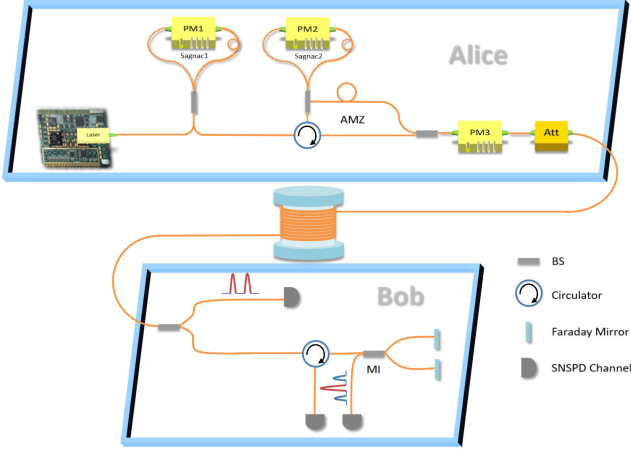 PM1
PM2
Sagnac1
Sagnac2
Alice
Laser
AMZ
PM3
Att
Bob
BS
Circulator
MI
Faraday Mirror
SNSPD Channel